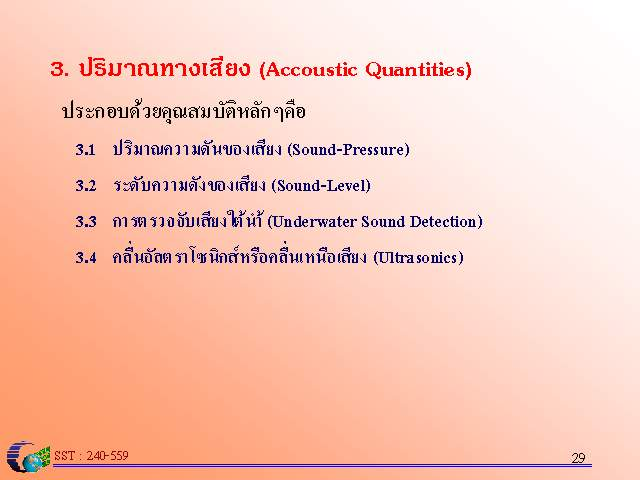 3. ปริมาณทางเสียง (Accoustic Quantities)
ประกอบด้วยคุณสมบัติหลักๆคือ
3.1 ปริมาณความดันของเสียง (Sound-Pressure)
3.2 ระดับความดังของเสียง (Sound-Level)
3.3 การตรวจจับเสียงใต้นำ้ (Underwater Sound Detection)
3.4 คลื่นอัลตราโซนิกส์หรือคลื่นเหนือเสียง (Ultrasonics)
SST : 240-559
29